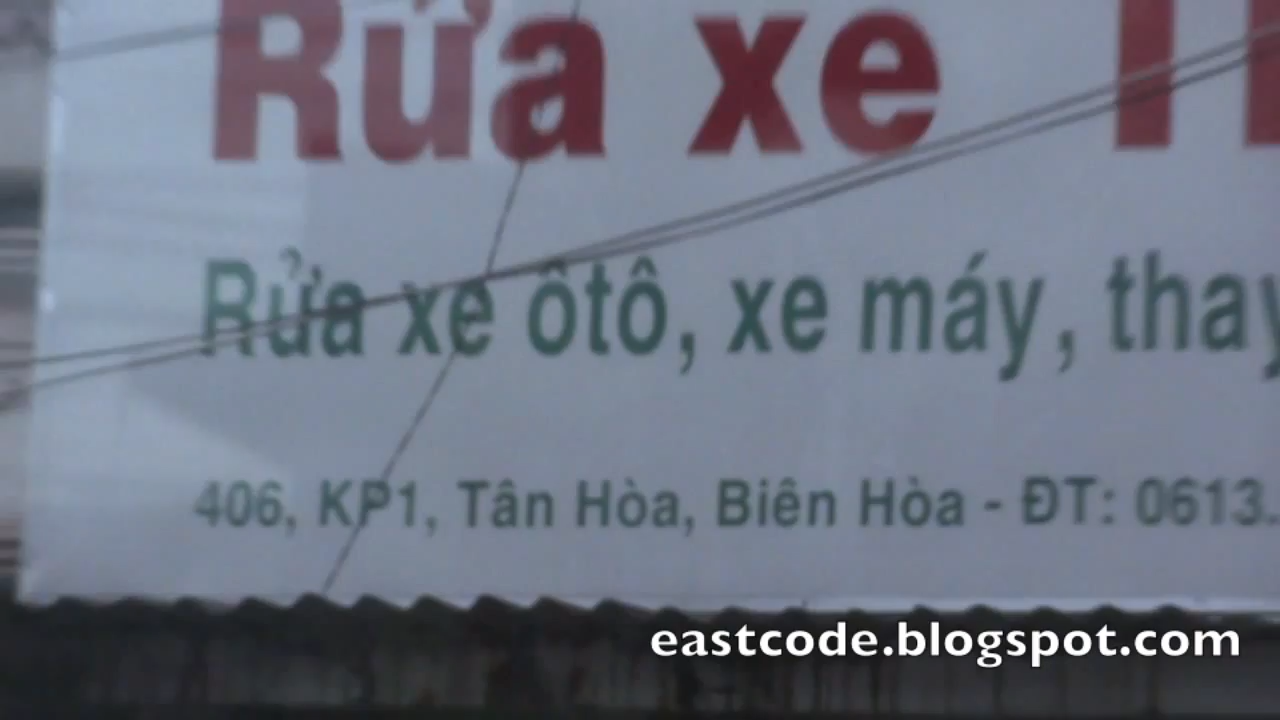 Rửa xe
Rửa xe ôtô, xe máy, thay
406, KP1, Tân Hòa, Biên Hòa - ĐT: 0613.
eastcode.blogspot.com